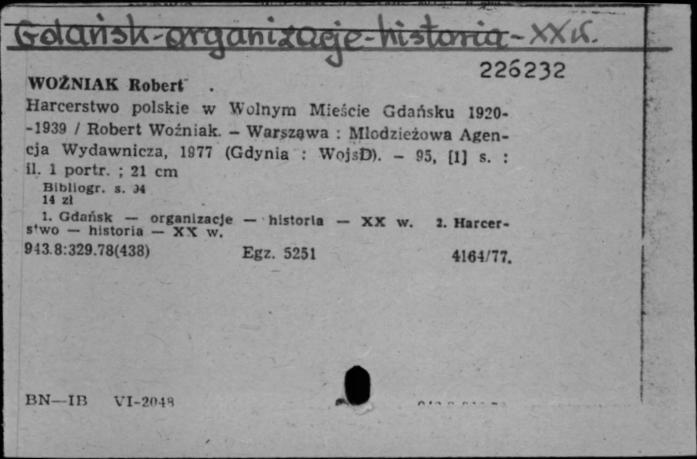 Gdańsk-organizacje-historia-XX w.
226232
WOŹNIAK Robert .
Harcerstwo polskie w Wolnym Mieście Gdańsku 1920-
-1939 / Robert Woźniak. – Warszawa : Młodzieżowa Agen-
cja Wydawnicza, 1977 (Gdynia : WojsD). – 95, [1] s. :
il. 1 portr. ; 21 cm
Bibliogr. s. 94
14 zł
1. Gdańsk — organizacje — historia — XX w. 2. Harcer-
stwo — historia — XX w.
943.8:329.78(438) Egz. 5251 4164/77.
BN—IB VI-2048